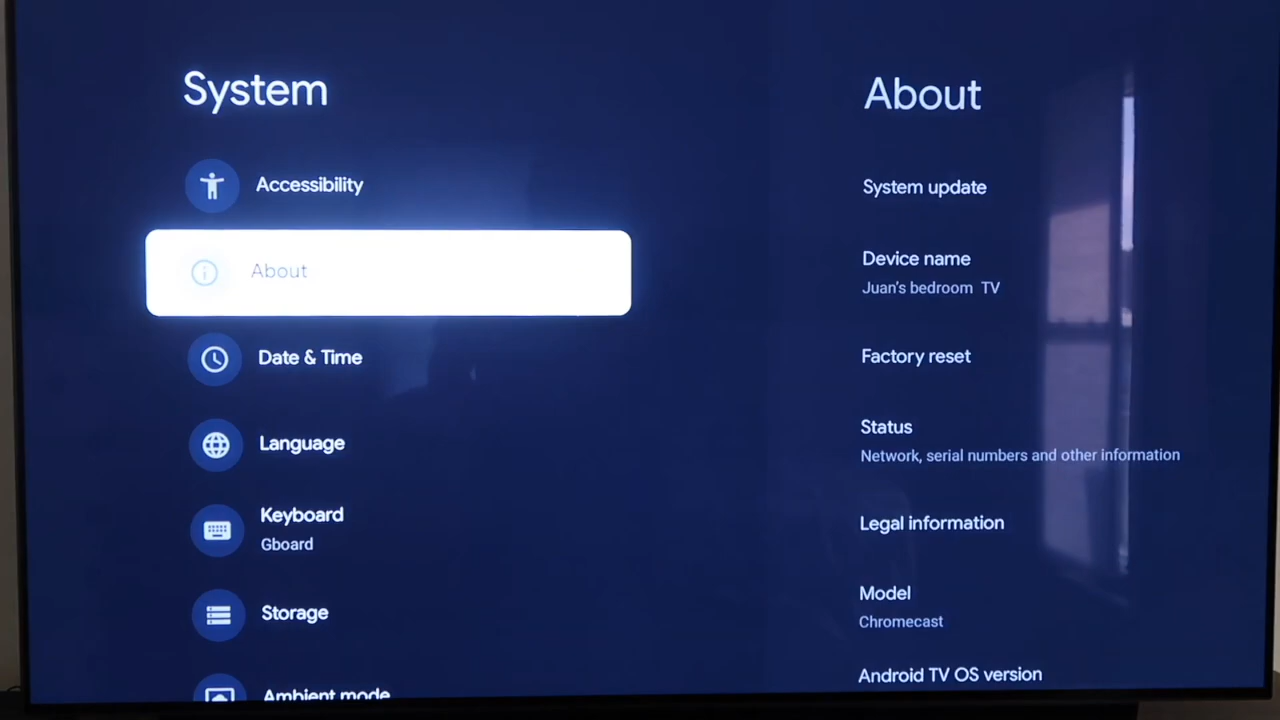 System
Accessibility
About
Date & Time
Language
Keyboard
Gboard
Storage
Ambient mode
About
System update
Device name
Juan's bedroom TV
Factory reset
Status
Network, serial numbers and other information
Legal information
Model
Chromecast
Android TV OS version